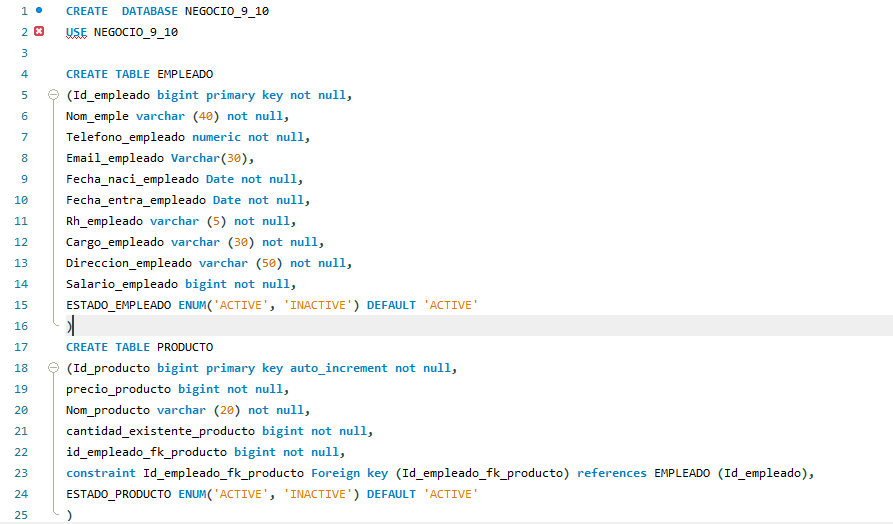 1 CREATE  DATABASE NEGOCIO_9_10
2 USE NEGOCIO_9_10
3
4 CREATE TABLE EMPLEADO
5 (Id_empleado bigint primary key not null,
6 Nom_emple varchar (40) not null,
7 Telefono_empleado numeric not null,
8 Email_empleado Varchar(30),
9 Fecha_naci_empleado Date not null,
10 Fecha_entra_empleado Date not null,
11 Rh_empleado varchar (5) not null,
12 Cargo_empleado varchar (30) not null,
13 Direccion_empleado varchar (50) not null,
14 Salario_empleado bigint not null,
15 ESTADO_EMPLEADO ENUM('ACTIVE', 'INACTIVE') DEFAULT 'ACTIVE'
16 )
17 CREATE TABLE PRODUCTO
18 (Id_producto bigint primary key auto_increment not null,
19 precio_producto bigint not null,
20 Nom_producto varchar (20) not null,
21 cantidad_existente_producto bigint not null,
22 id_empleado_fk_producto bigint not null,
23 constraint Id_empleado_fk_producto Foreign key (Id_empleado_fk_producto) references EMPLEADO (Id_empleado),
24 ESTADO_PRODUCTO ENUM('ACTIVE', 'INACTIVE') DEFAULT 'ACTIVE'
25 )